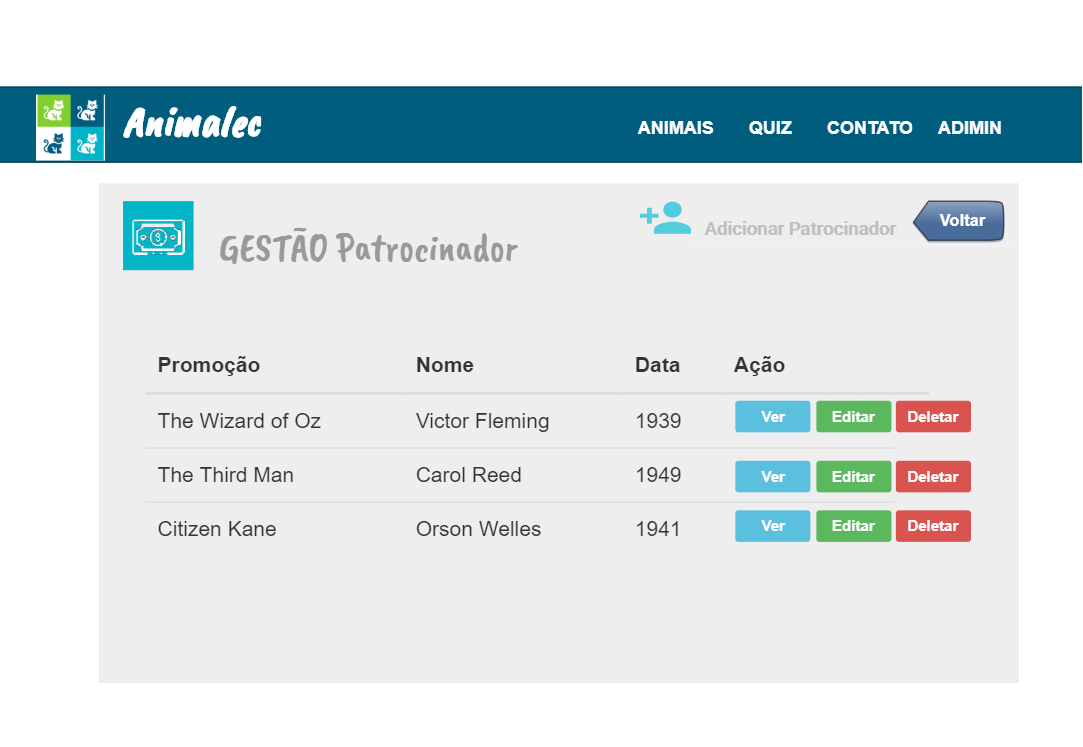 Animalec
ANIMAIS QUIZ CONTATO ADIMIN
GESTÃO Patrocinador
Adicionar Patrocinador
Voltar
Promoção Nome Data Ação
The Wizard of Oz Victor Fleming 1939 Ver Editar Deletar
The Third Man Carol Reed 1949 Ver Editar Deletar
Citizen Kane Orson Welles 1941 Ver Editar Deletar